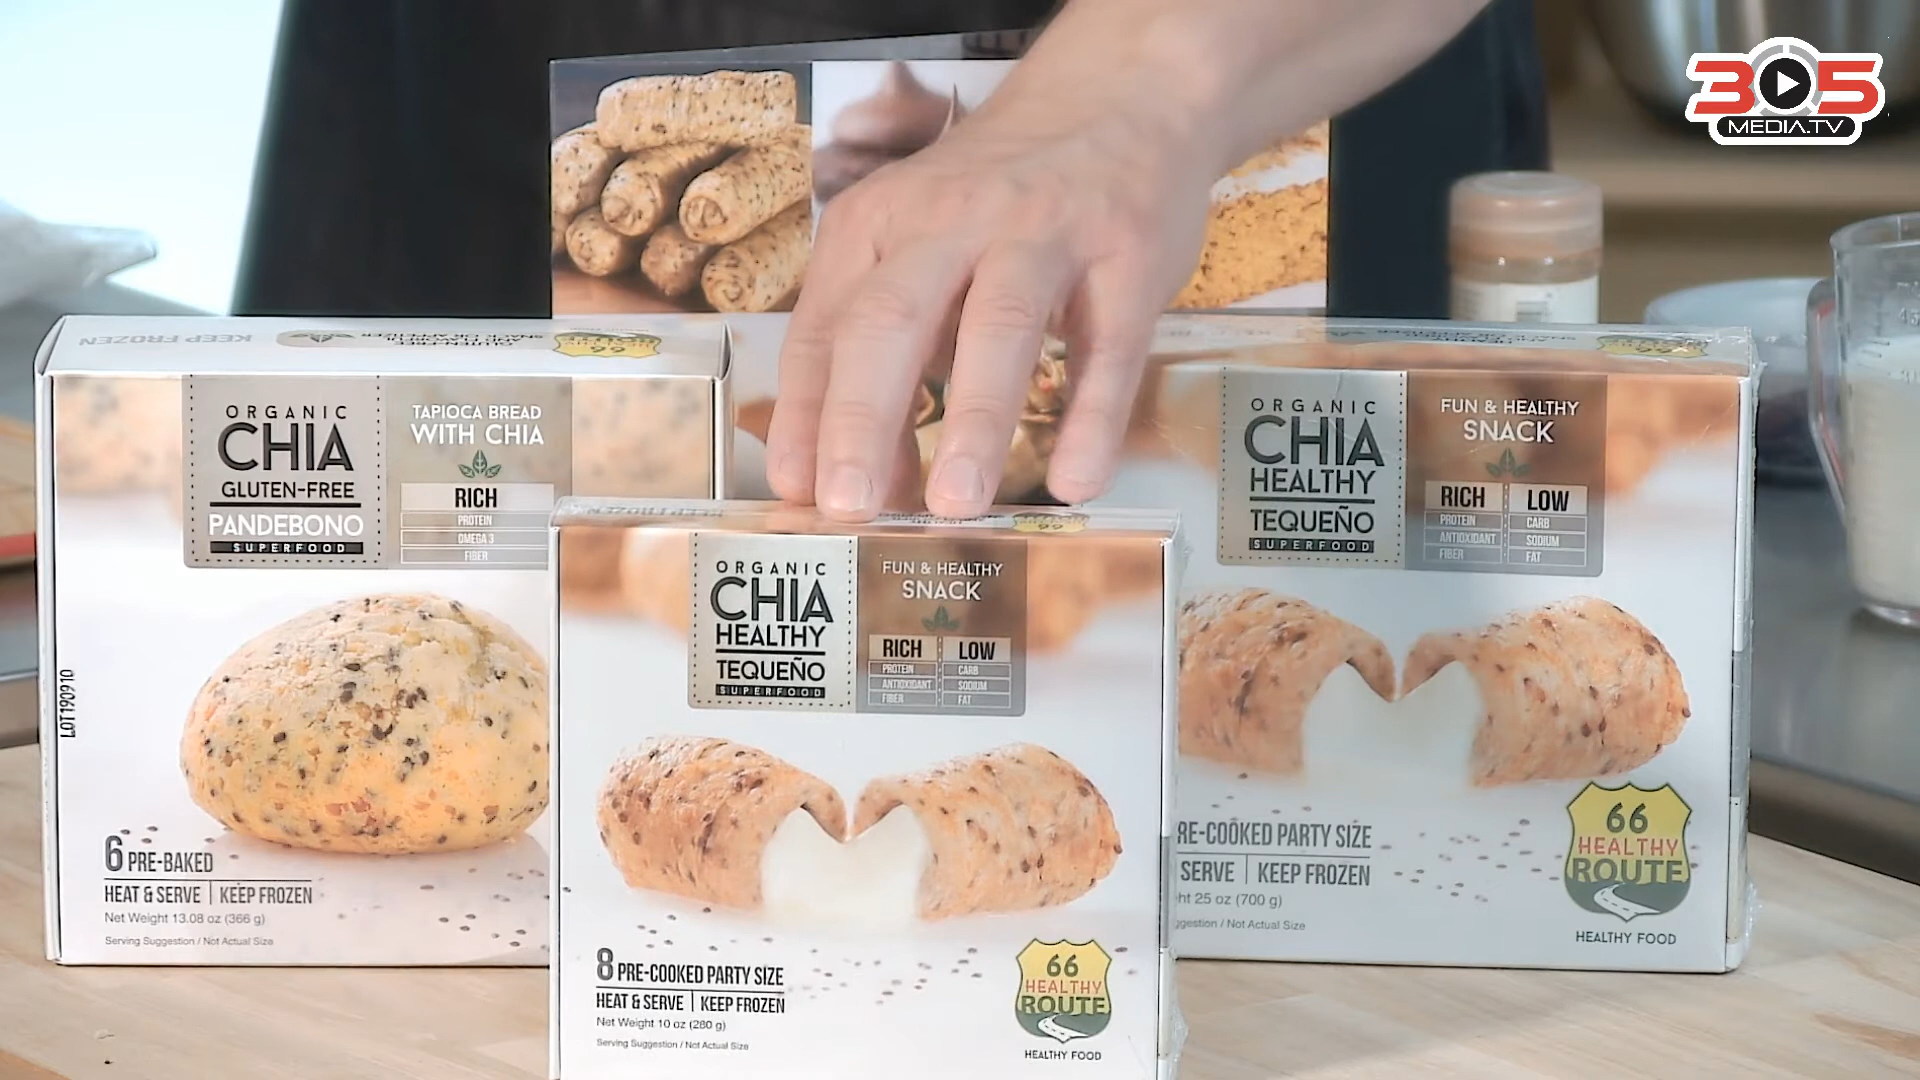 305
MEDIA.TV
KEEP FROZEN
66
ORGANIC
CHIA
GLUTEN-FREE
PANDEBONO
SUPERFOOD
TAPIOCA BREAD
WITH CHIA
RICH
PROTEIN
OMEGA 3
FIBER
LOT190910
6 PRE-BAKED
HEAT & SERVE | KEEP FROZEN
Net Weight 13.08 oz (366 g)
Serving Suggestion / Not Actual Size
ORGANIC
CHIA
HEALTHY
TEQUEÑO
SUPERFOOD
FUN & HEALTHY
SNACK
RICH
LOW
PROTEIN
CARB
ANTIOXIDANT
SODIUM
FIBER
FAT
8 PRE-COOKED PARTY SIZE
HEAT & SERVE | KEEP FROZEN
Net Weight 10 oz (280 g)
Serving Suggestion / Not Actual Size
66
HEALTHY
ROUTE
HEALTHY FOOD
ORGANIC
CHIA
HEALTHY
TEQUEÑO
SUPERFOOD
FUN & HEALTHY
SNACK
RICH
LOW
PROTEIN
CARB
ANTIOXIDANT
SODIUM
FIBER
FAT
RE-COOKED PARTY SIZE
SERVE | KEEP FROZEN
ht 25 oz (700 g)
ggestion / Not Actual Size
66
HEALTHY
ROUTE
HEALTHY FOOD